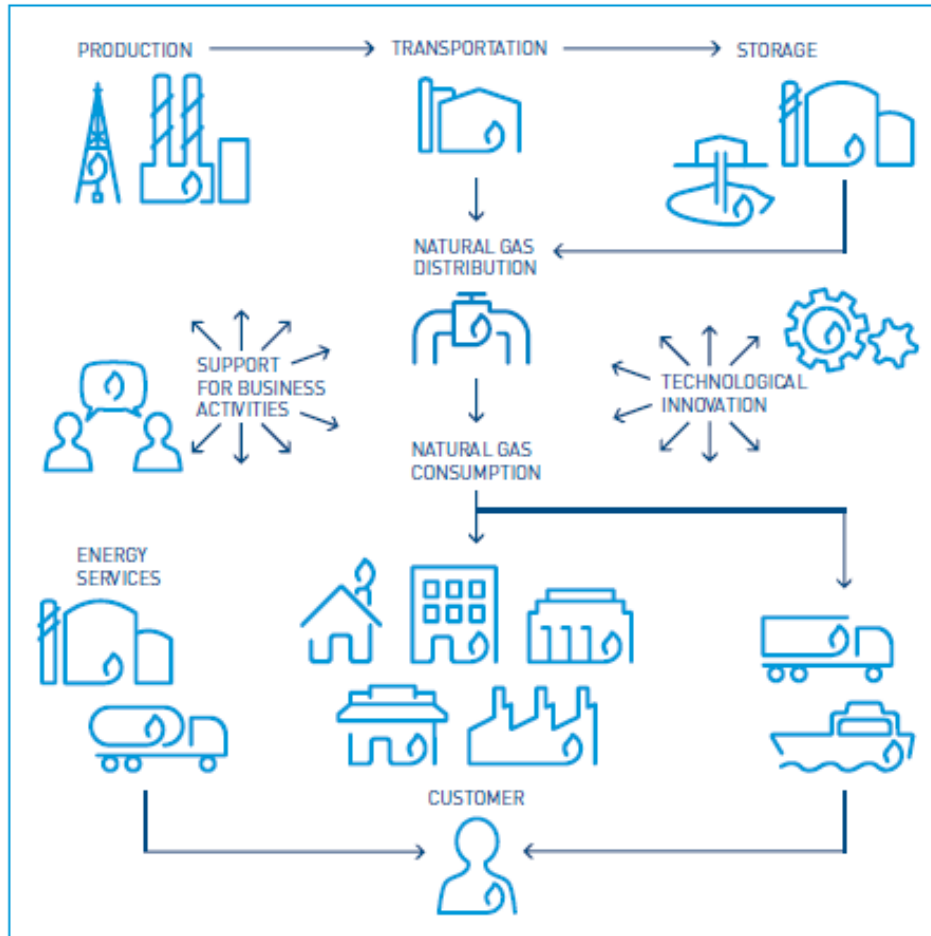 PRODUCTION
TRANSPORTATION
STORAGE
NATURAL GAS
DISTRIBUTION
SUPPORT
FOR BUSINESS
ACTIVITIES
TECHNOLOGICAL
INNOVATION
NATURAL GAS
CONSUMPTION
ENERGY
SERVICES
CUSTOMER